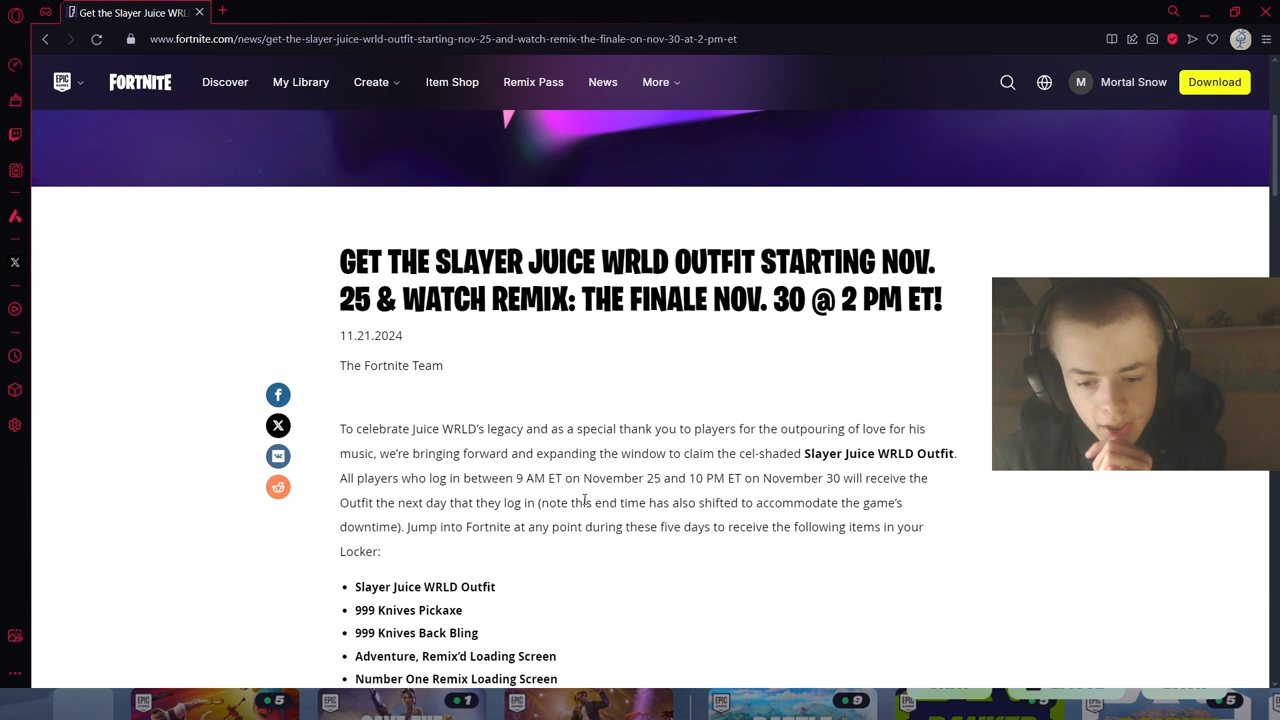 Get the Slayer Juice WRL
www.fortnite.com/news/get-the-slayer-juice-wrld-outfit-starting-nov-25-and-watch-remix-the-finale-on-nov-30-at-2-pm-et
EPIC GAMES
FORTNITE
Discover
My Library
Create
Item Shop
Remix Pass
News
More
M
Mortal Snow
Download
GET THE SLAYER JUICE WRLD OUTFIT STARTING NOV.
25 & WATCH REMIX: THE FINALE NOV. 30 @ 2 PM ET!
11.21.2024
The Fortnite Team
To celebrate Juice WRLD's legacy and as a special thank you to players for the outpouring of love for his
music, we're bringing forward and expanding the window to claim the cel-shaded Slayer Juice WRLD Outfit.
All players who log in between 9 AM ET on November 25 and 10 PM ET on November 30 will receive the
Outfit the next day that they log in (note this end time has also shifted to accommodate the game's
downtime). Jump into Fortnite at any point during these five days to receive the following items in your
Locker:
• Slayer Juice WRLD Outfit
• 999 Knives Pickaxe
• 999 Knives Back Bling
• Adventure, Remix'd Loading Screen
• Number One Remix Loading Screen
5
1
9
5